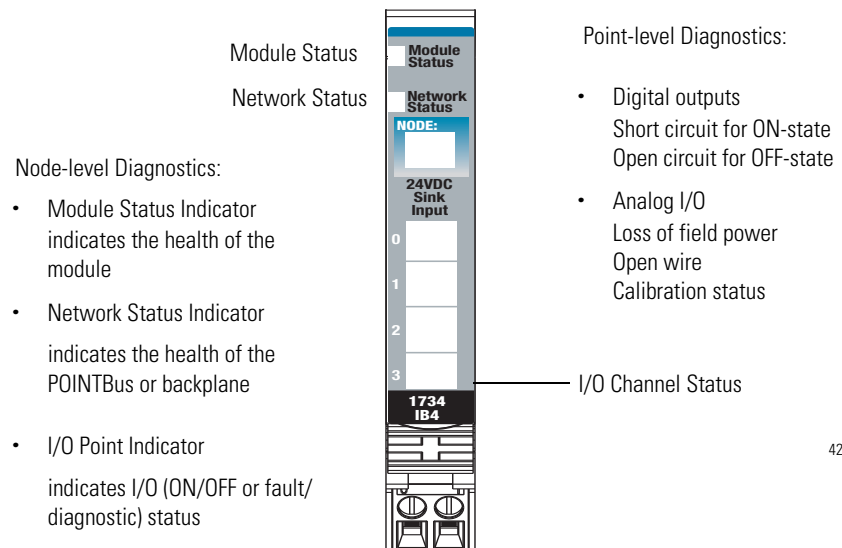 Module Status
Network Status
Node-level Diagnostics:
• Module Status Indicator
indicates the health of the
module
• Network Status Indicator
indicates the health of the
POINTBus or backplane
• I/O Point Indicator
indicates I/O (ON/OFF or fault/
diagnostic) status
Module
Status
Network
Status
NODE:
24VDC
Sink
Input
0
1
2
3
1734
IB4
Point-level Diagnostics:
• Digital outputs
Short circuit for ON-state
Open circuit for OFF-state
• Analog I/O
Loss of field power
Open wire
Calibration status
I/O Channel Status
42